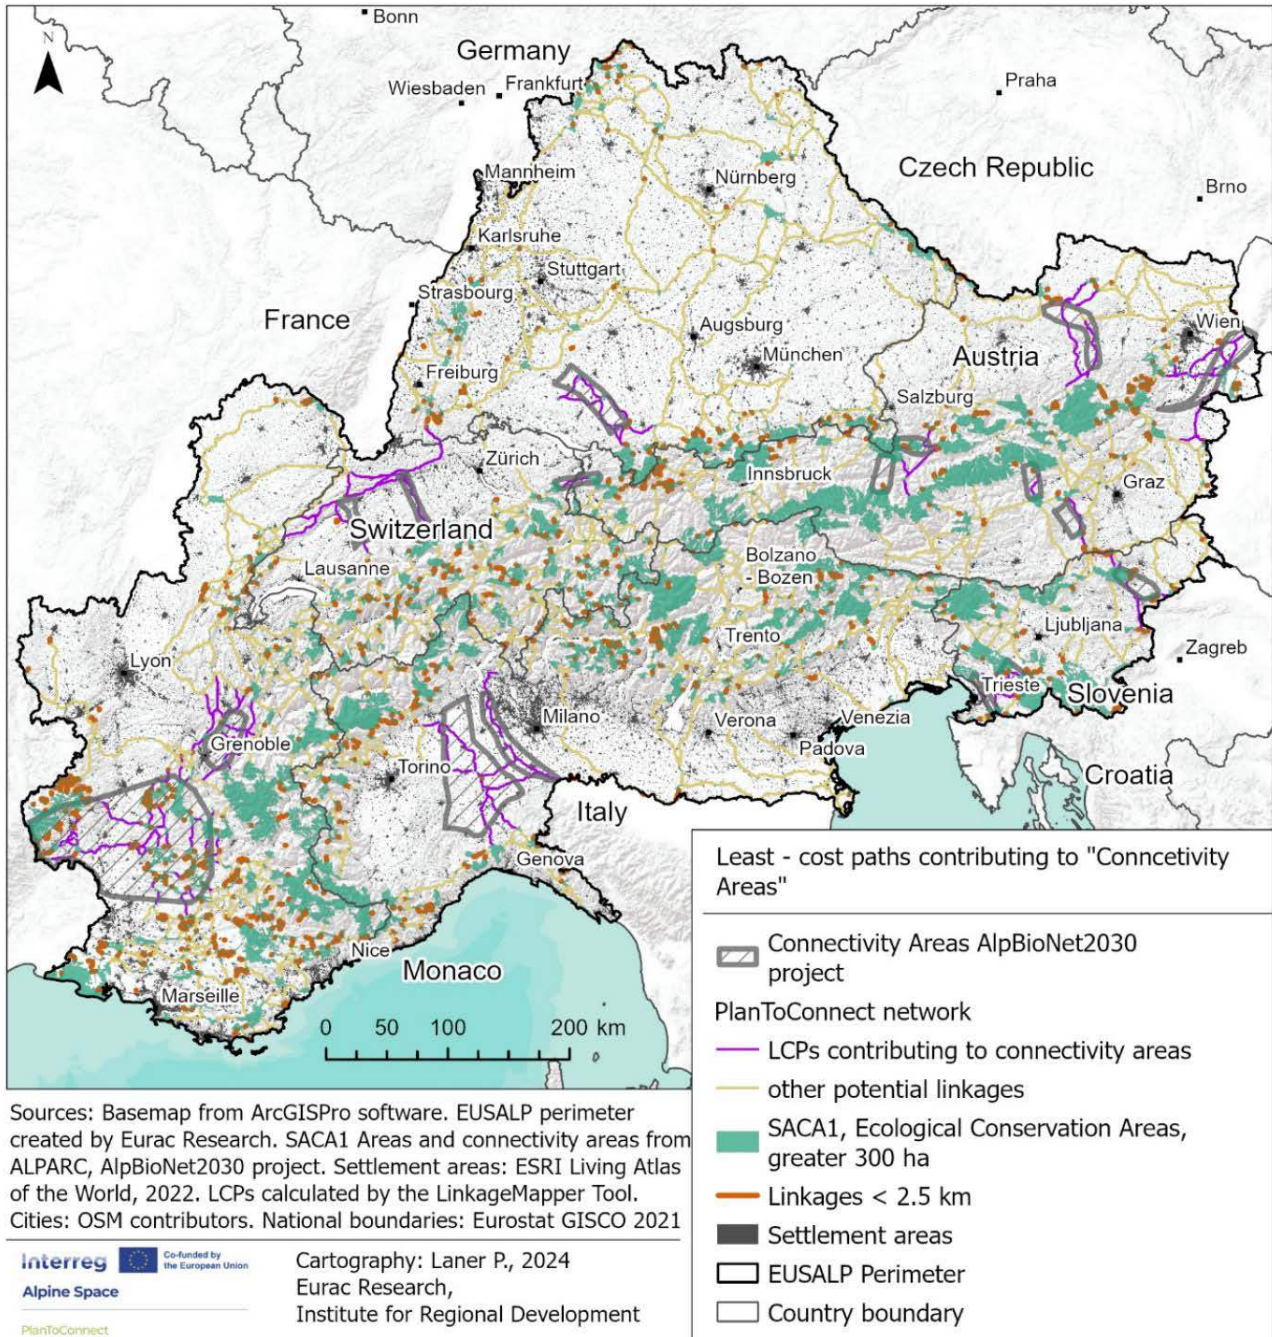 N
Bonn
Germany
Wiesbaden
Frankfurt
Praha
Czech Republic
Mannheim
Nürnberg
Brno
Karlsruhe
Stuttgart
Strasbourg
France
Augsburg
Wien
München
Austria
Freiburg
Salzburg
Zürich
Innsbruck
Graz
Switzerland
Bolzano
- Bozen
Lausanne
Ljubljana
Trento
Lyon
Zagreb
Trieste
Slovenia
Milano
Verona
Venezia
Grenoble
Padova
Torino
Croatia
Italy
Genova
Nice
Monaco
Marseille
0 50 100 200 km
Least - cost paths contributing to "Conncetivity
Areas"
Connectivity Areas AlpBioNet2030
project
PlanToConnect network
LCPs contributing to connectivity areas
other potential linkages
SACA1, Ecological Conservation Areas,
greater 300 ha
Linkages < 2.5 km
Settlement areas
EUSALP Perimeter
Country boundary
Sources: Basemap from ArcGISPro software. EUSALP perimeter
created by Eurac Research. SACA1 Areas and connectivity areas from
ALPARC, AlpBioNet2030 project. Settlement areas: ESRI Living Atlas
of the World, 2022. LCPs calculated by the LinkageMapper Tool.
Cities: OSM contributors. National boundaries: Eurostat GISCO 2021
Interreg
Co-funded by
the European Union
Alpine Space
PlanToConnect
Cartography: Laner P., 2024
Eurac Research,
Institute for Regional Development